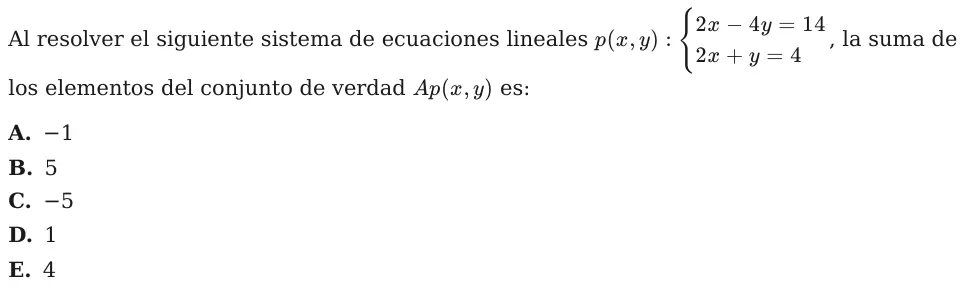 Al resolver el siguiente sistema de ecuaciones lineales p(x, y) : { 2x − 4y = 14
2x + y = 4 , la suma de
los elementos del conjunto de verdad Ap(x, y) es:
A. −1
B. 5
C. −5
D. 1
E. 4